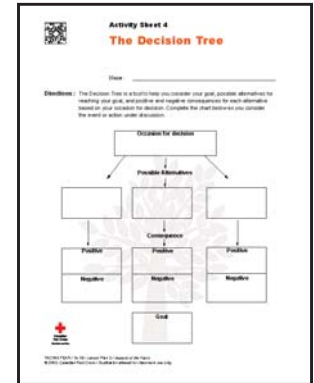 Activity Sheet 4
The Decision Tree
Name
Directions : The Decision Tree is a tool to help you consider your goal, possible alternatives for
reaching your goal, and positive and negative consequences for each alternative
based on your occasion for decision. Complete the chart below as you consider
the event or action under discussion.
Occasion for decision
Possible Alternatives
Consequence
Positive Positive Positive
Negative Negative Negative
Goal